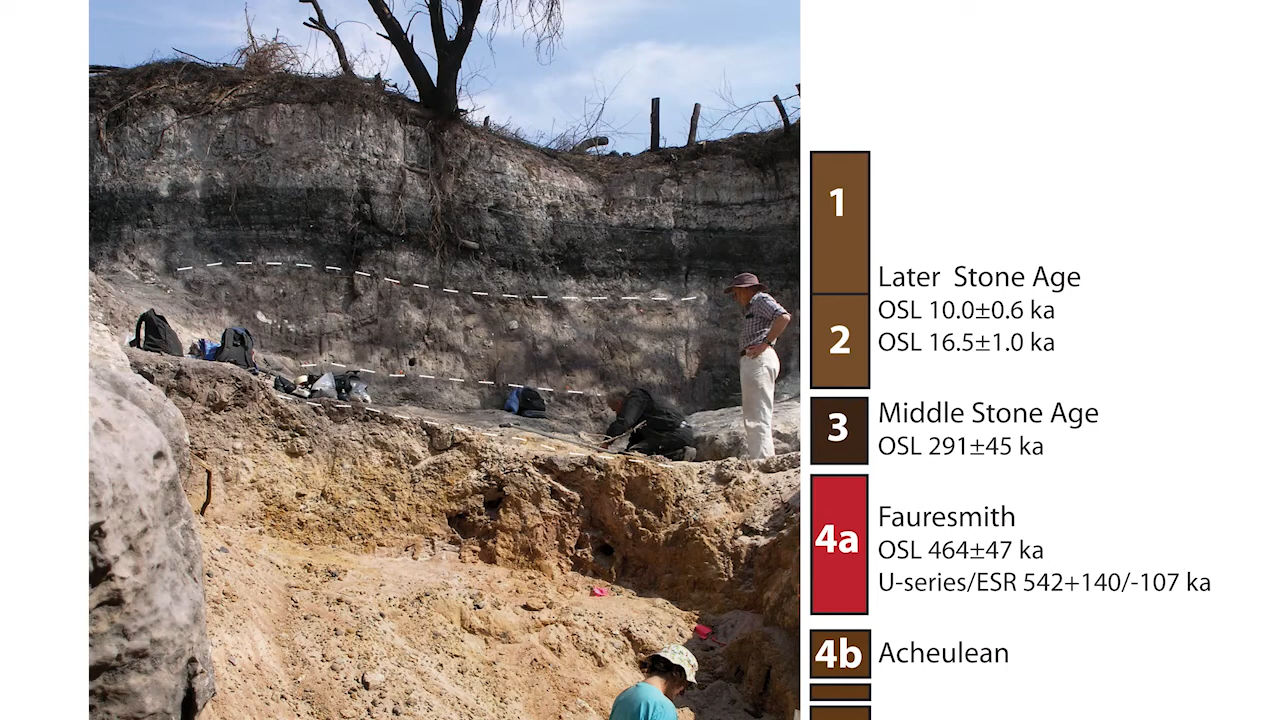 1
Later Stone Age
OSL 10.0±0.6 ka
2
OSL 16.5±1.0 ka
Middle Stone Age
3
OSL 291±45 ka
Fauresmith
4a
OSL 464±47 ka
U-series/ESR 542+140/-107 ka
4b
Acheulean